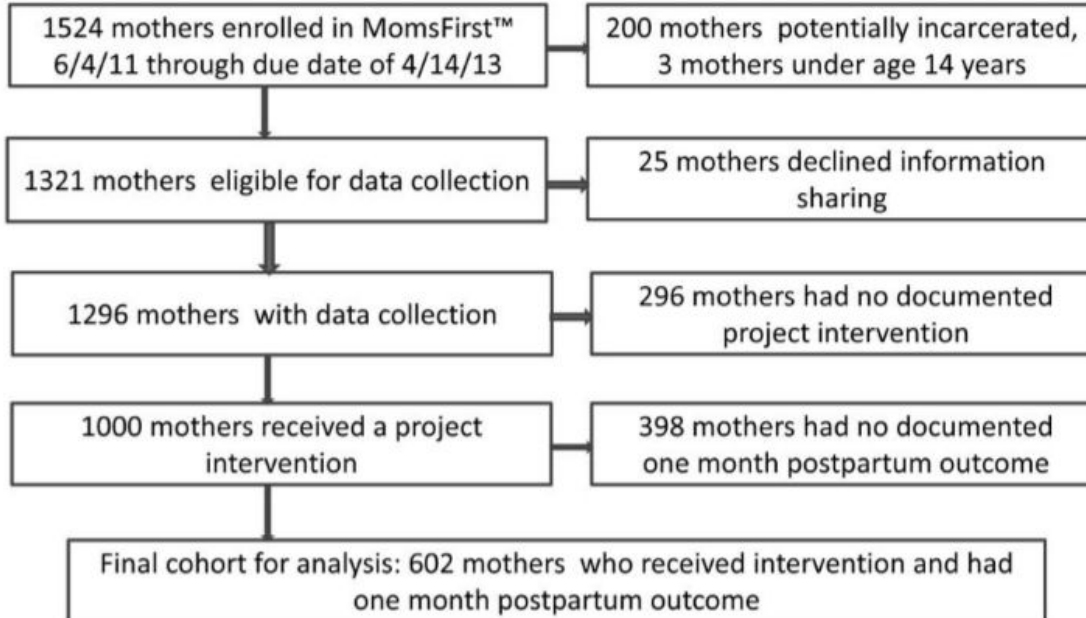 1524 mothers enrolled in MomsFirst™
6/4/11 through due date of 4/14/13
200 mothers potentially incarcerated,
3 mothers under age 14 years
1321 mothers eligible for data collection
25 mothers declined information
sharing
1296 mothers with data collection
296 mothers had no documented
project intervention
1000 mothers received a project
intervention
398 mothers had no documented
one month postpartum outcome
Final cohort for analysis: 602 mothers who received intervention and had
one month postpartum outcome